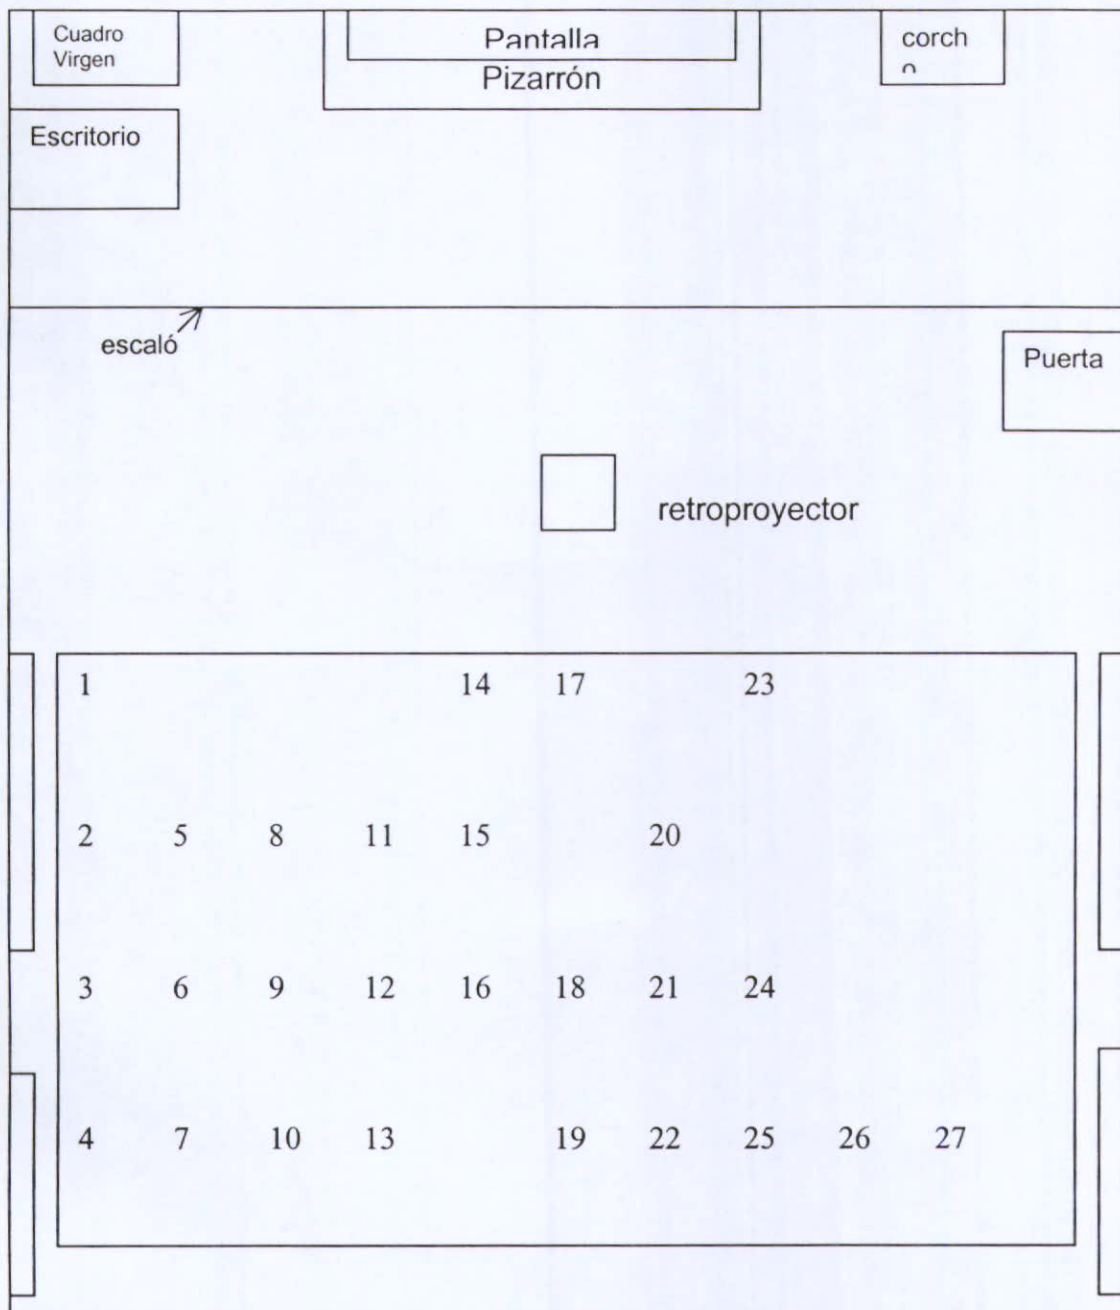 Cuadro
Virgen
Pantalla
corch
o
Pizarrón
Escritorio
escaló
Puerta
retroproyector
1 14 17 23
2 5 8 11 15 20
3 6 9 12 16 18 21 24
4 7 10 13 19 22 25 26 27